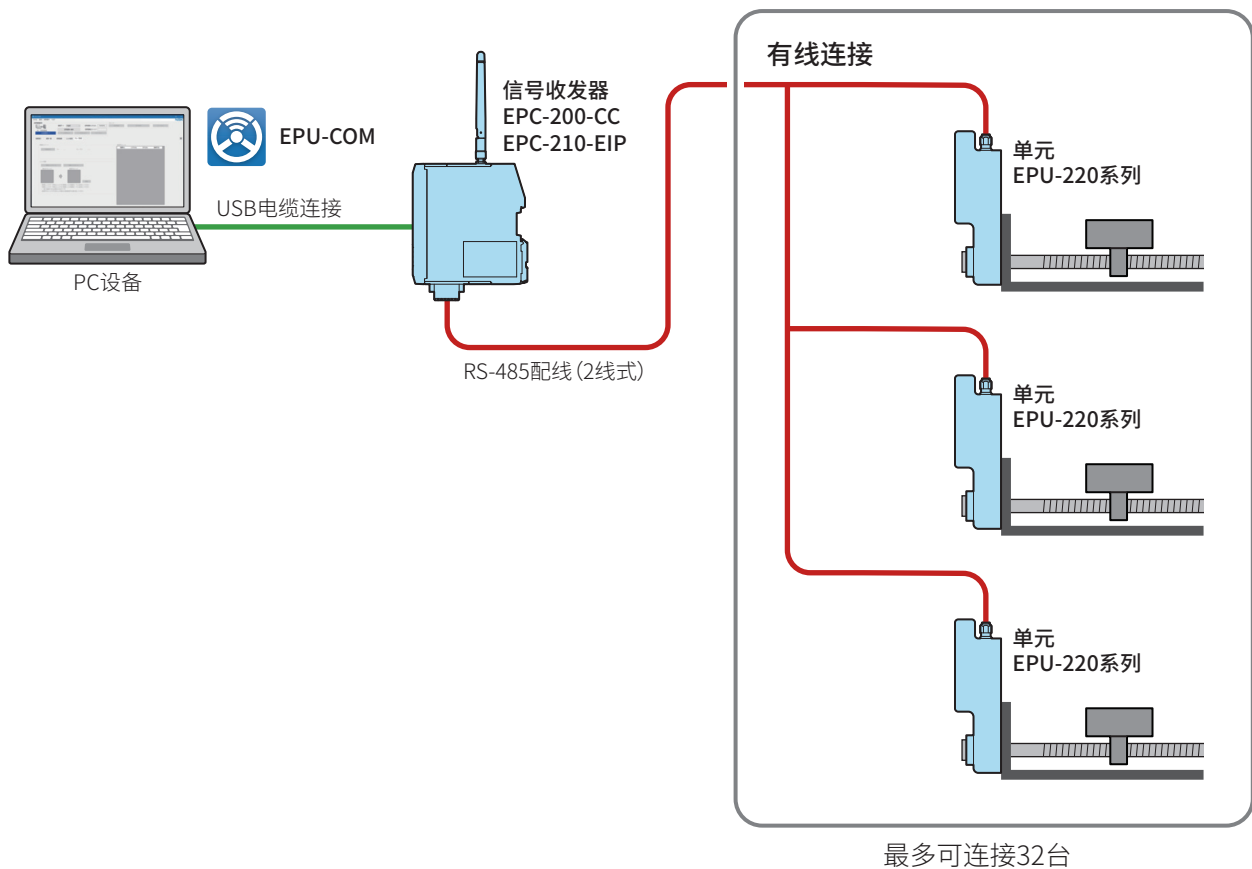 有线连接
信号收发器
EPC-200-CC
EPC-210-EIP
EPU-COM
USB电缆连接
PC设备
RS-485配线（2线式）
单元
EPU-220系列
单元
EPU-220系列
单元
EPU-220系列
最多可连接32台